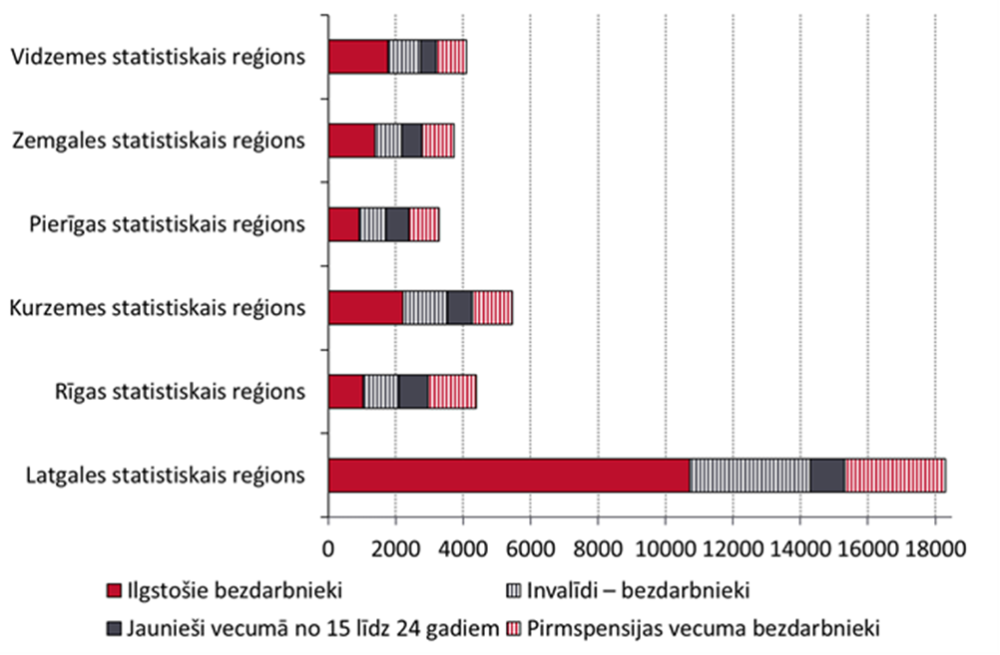 Vidzemes statistiskais reģions
Zemgales statistiskais reģions
Pierīgas statistiskais reģions
Kurzemes statistiskais reģions
Rīgas statistiskais reģions
Latgales statistiskais reģions
0 2000 4000 6000 8000 10000 12000 14000 16000 18000
Ilgstošie bezdarbnieki Invalīdi – bezdarbnieki
Jaunieši vecumā no 15 līdz 24 gadiem Pirmspensijas vecuma bezdarbnieki